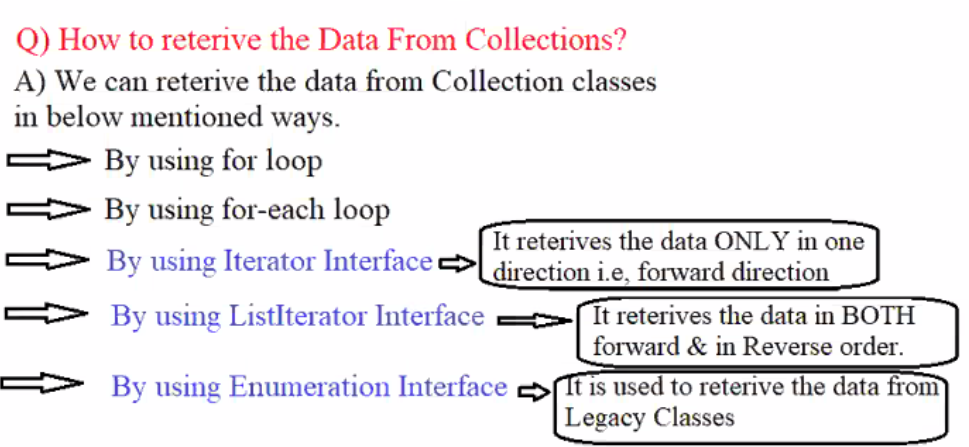 Q) How to reterive the Data From Collections?
A) We can reterive the data from Collection classes
in below mentioned ways.
By using for loop
By using for-each loop
By using Iterator Interface
It reterives the data ONLY in one
direction i.e, forward direction
By using ListIterator Interface
It reterives the data in BOTH
forward & in Reverse order.
By using Enumeration Interface
It is used to reterive the data from
Legacy Classes